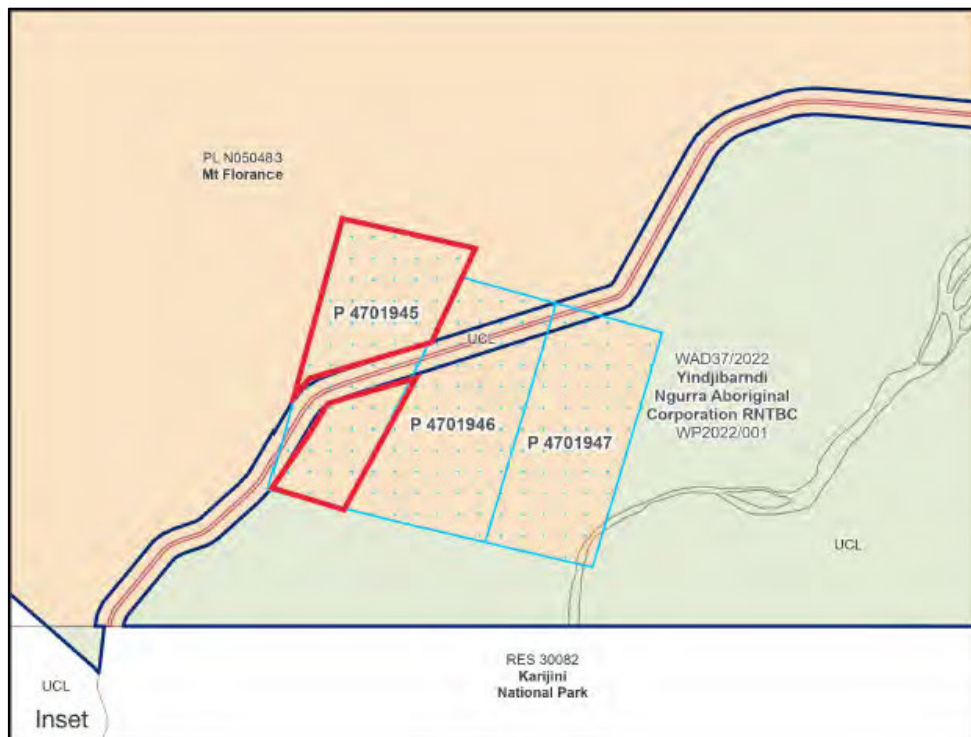 PL N050483
Mt Florance
P 4701945
UCL
WAD37/2022
Yindjibarndi
Ngurra Aboriginal
Corporation RNTBC
WP2022/001
P 4701946
P 4701947
UCL
RES 30082
Karijini
National Park
UCL
Inset